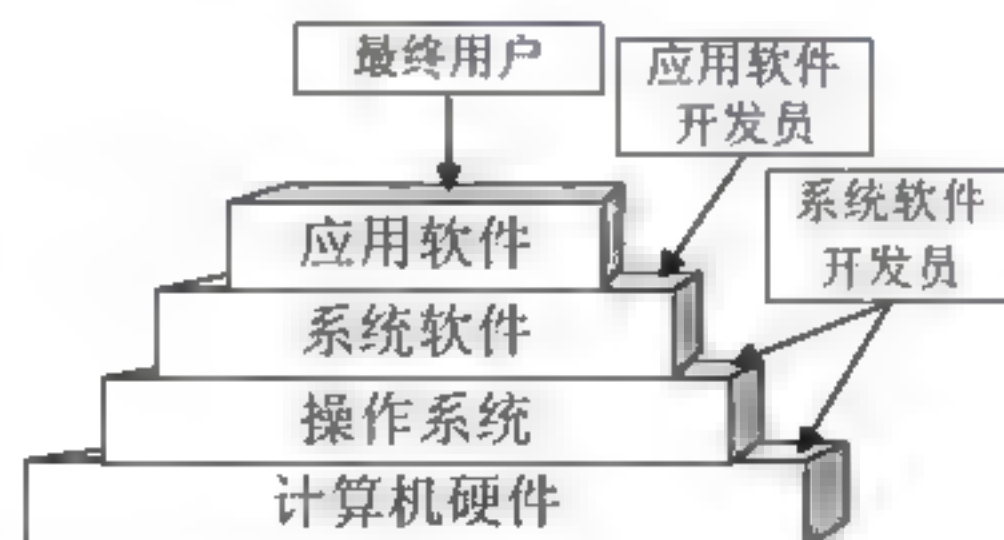 最终用户
应用软件
开发员
系统软件
开发员
应用软件
系统软件
操作系统
计算机硬件